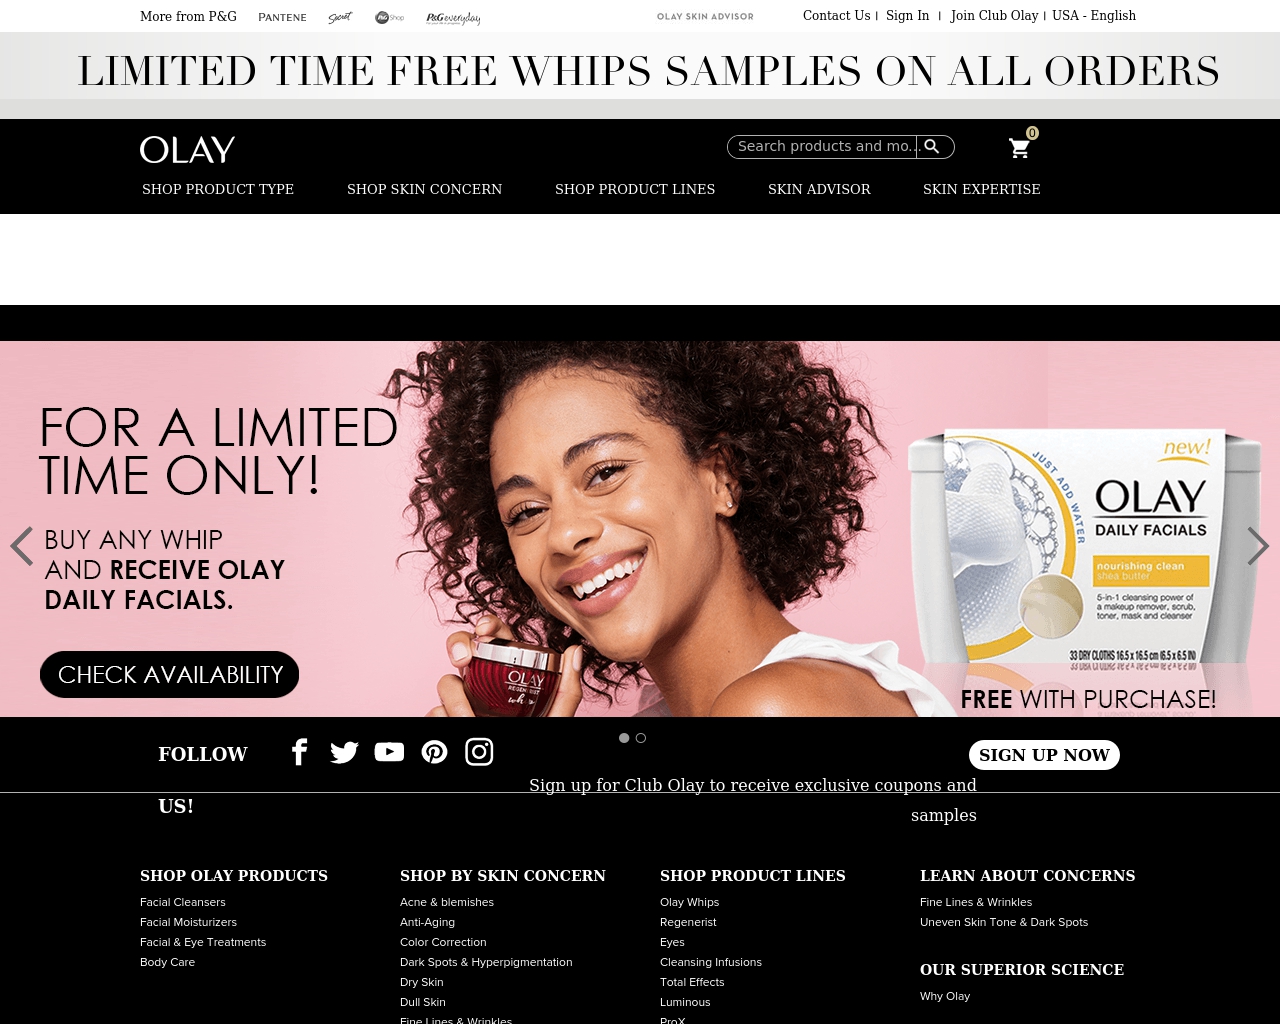 More from P&G
PANTENE
Secret
P&G Shop
P&G everyday
OLAY SKIN ADVISOR
Contact Us
Sign In
Join Club Olay
USA - English
LIMITED TIME FREE WHIPS SAMPLES ON ALL ORDERS
OLAY
Search products and mo...
0
SHOP PRODUCT TYPE
SHOP SKIN CONCERN
SHOP PRODUCT LINES
SKIN ADVISOR
SKIN EXPERTISE
FOR A LIMITED
TIME ONLY!
BUY ANY WHIP
AND RECEIVE OLAY
DAILY FACIALS.
CHECK AVAILABILITY
OLAY
REGENERIST
whips
new!
JUST ADD WATER
OLAY
DAILY FACIALS
nourishing clean
shea butter
5-in-1 cleansing power of
a makeup remover, scrub,
toner, mask and cleanser
33 DRY CLOTHS 16.5 x 16.5 cm (6.5 x 6.5 IN)
FREE WITH PURCHASE!
FOLLOW
US!
Sign up for Club Olay to receive exclusive coupons and
samples
SIGN UP NOW
SHOP OLAY PRODUCTS
Facial Cleansers
Facial Moisturizers
Facial & Eye Treatments
Body Care
SHOP BY SKIN CONCERN
Acne & blemishes
Anti-Aging
Color Correction
Dark Spots & Hyperpigmentation
Dry Skin
Dull Skin
Fine Lines & Wrinkles
SHOP PRODUCT LINES
Olay Whips
Regenerist
Eyes
Cleansing Infusions
Total Effects
Luminous
ProX
LEARN ABOUT CONCERNS
Fine Lines & Wrinkles
Uneven Skin Tone & Dark Spots
OUR SUPERIOR SCIENCE
Why Olay